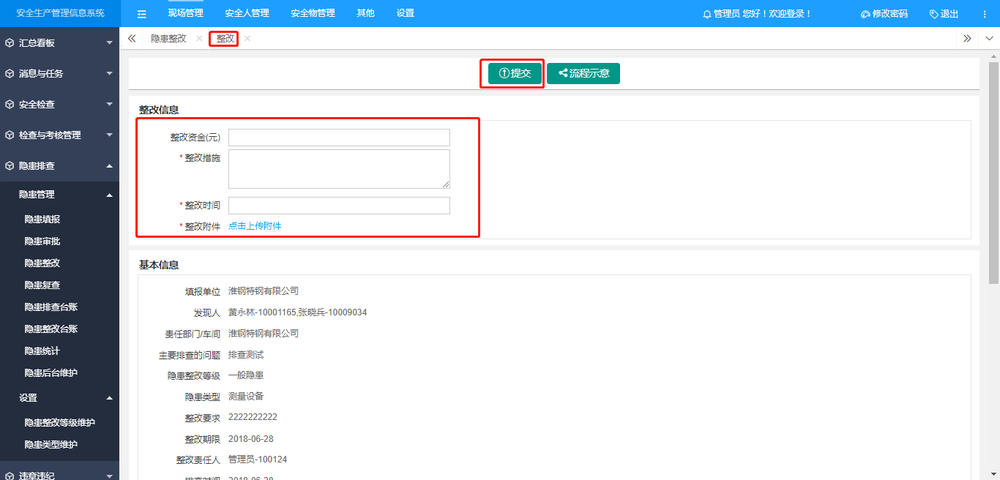 安全生产管理信息系统
现场管理 安全人管理 安全物管理 其他 设置
管理员 您好！欢迎登录！ 修改密码 退出
汇总看板
消息与任务
安全检查
检查与考核管理
隐患排查
隐患管理
隐患填报
隐患审批
隐患整改
隐患复查
隐患排查台账
隐患整改台账
隐患统计
隐患后台维护
设置
隐患整改等级维护
隐患类型维护
违章违纪
隐患整改 整改
提交 流程示意
整改信息
整改资金(元)
* 整改措施
* 整改时间
* 整改附件 点击上传附件
基本信息
填报单位 淮钢特钢有限公司
发现人 黄永林-10001165,张晓兵-10009034
责任部门/车间 淮钢特钢有限公司
主要排查的问题 排查测试
隐患整改等级 一般隐患
隐患类型 测量设备
整改要求 2222222222
整改期限 2018-06-28
整改责任人 管理员-100124
排查时间 2018-06-28